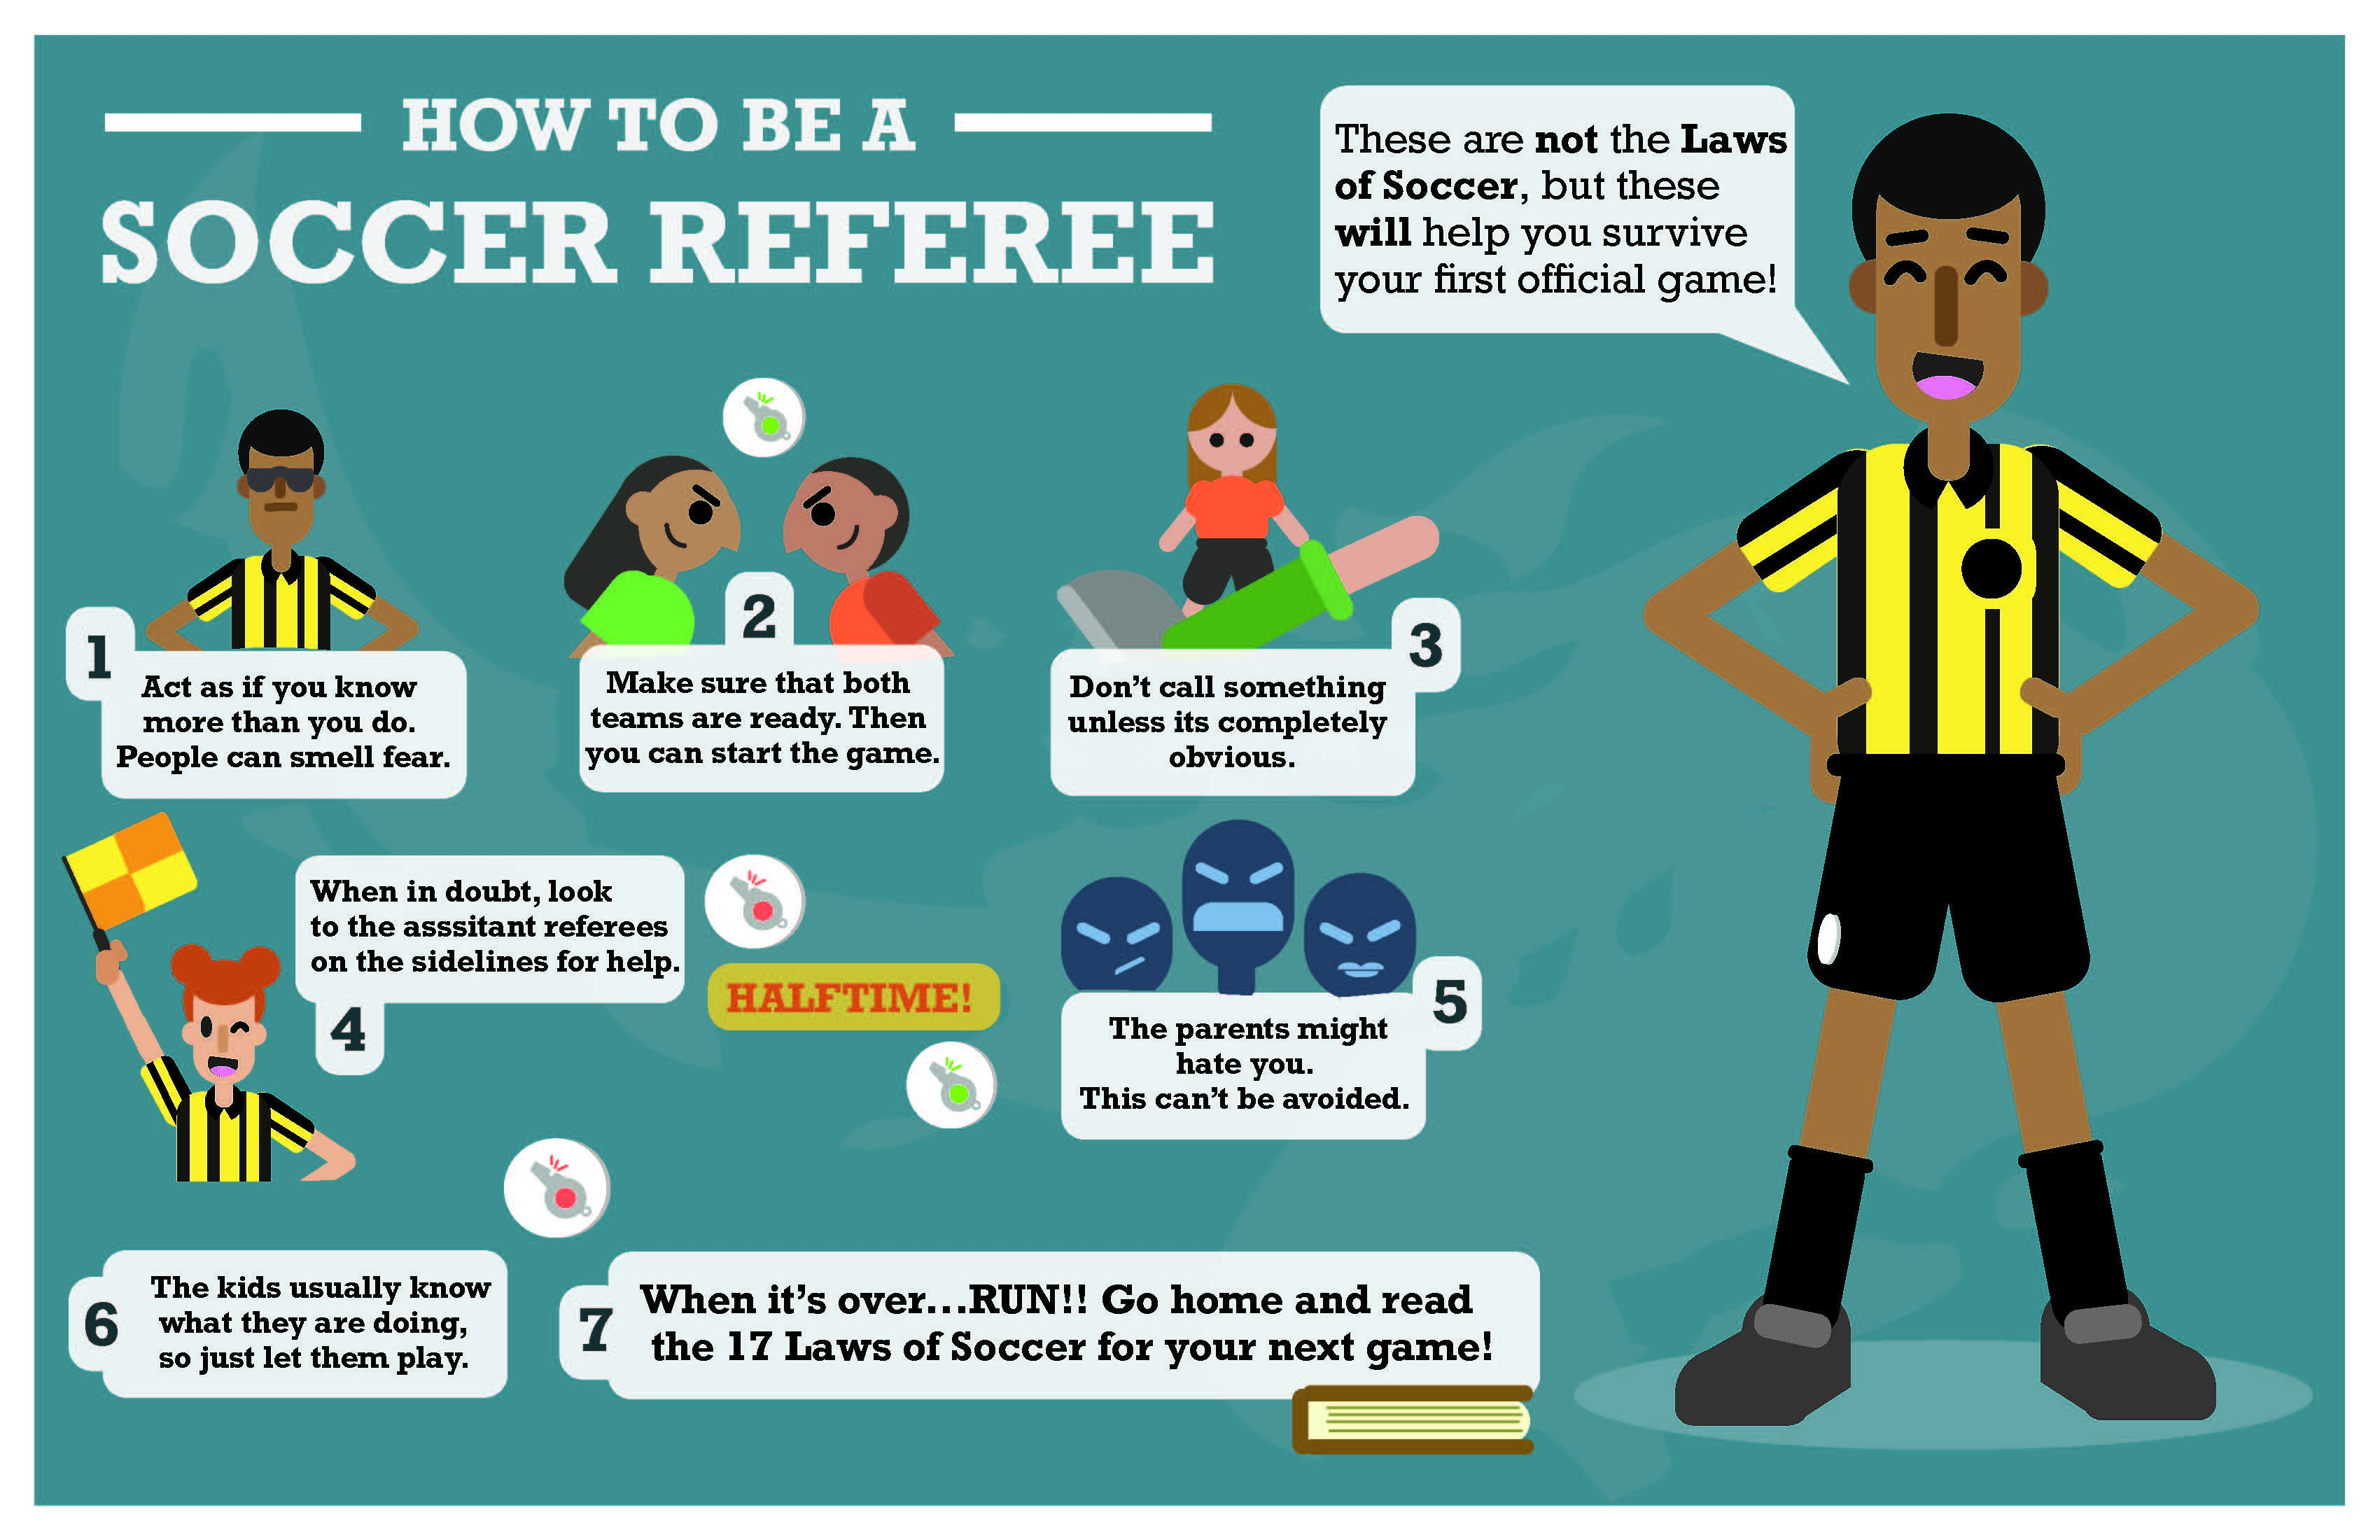 HOW TO BE A
SOCCER REFEREE
These are not the Laws
of Soccer, but these
will help you survive
your first official game!
1
Act as if you know
more than you do.
People can smell fear.
2
Make sure that both
teams are ready. Then
you can start the game.
3
Don't call something
unless its completely
obvious.
When in doubt, look
to the asssitant referees
on the sidelines for help.
4
HALFTIME!
5
The parents might
hate you.
This can't be avoided.
6
The kids usually know
what they are doing,
so just let them play.
7
When it's over...RUN!! Go home and read
the 17 Laws of Soccer for your next game!